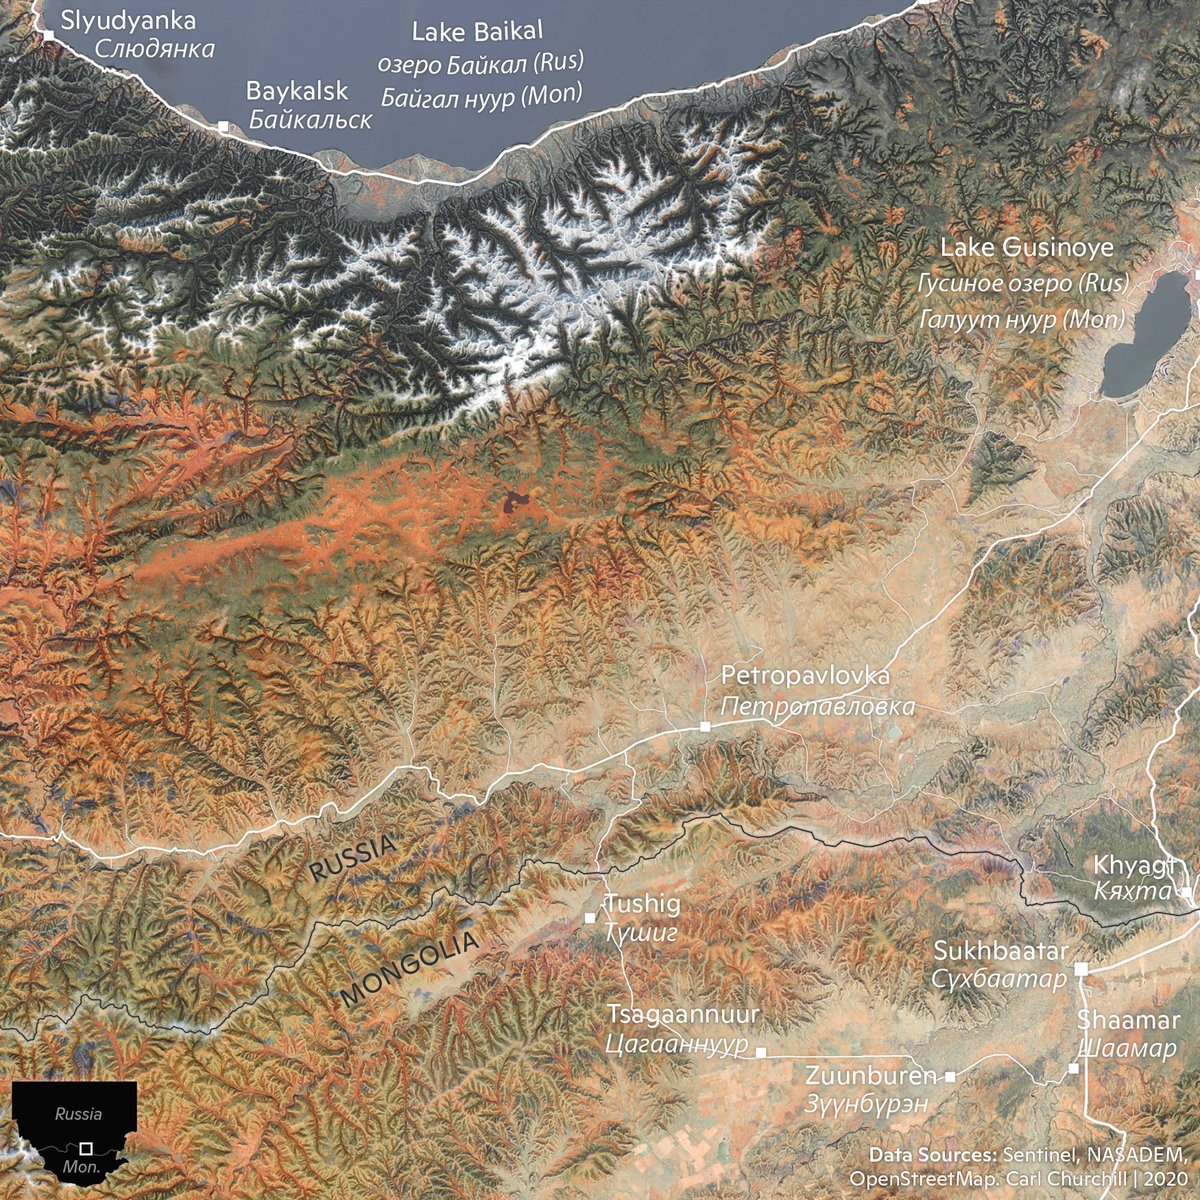 Slyudyanka
Слюдянка
Lake Baikal
озеро Байкал (Rus)
Байгал нуур (Mon)
Baykalsk
Байкальск
Lake Gusinoye
Гусиное озеро (Rus)
Галуут нуур (Mon)
Petropavlovka
Петропавловка
RUSSIA
MONGOLIA
Khyagt
Кяхта
Tushig
Тушиг
Sukhbaatar
Сухбаатар
Tsagaannuur
Цагааннуур
Shaamar
Шаамар
Zuunburen
Зүүнбүрэн
Russia
Mon.
Data Sources: Sentinel, NASADEM,
OpenStreetMap. Carl Churchill | 2020